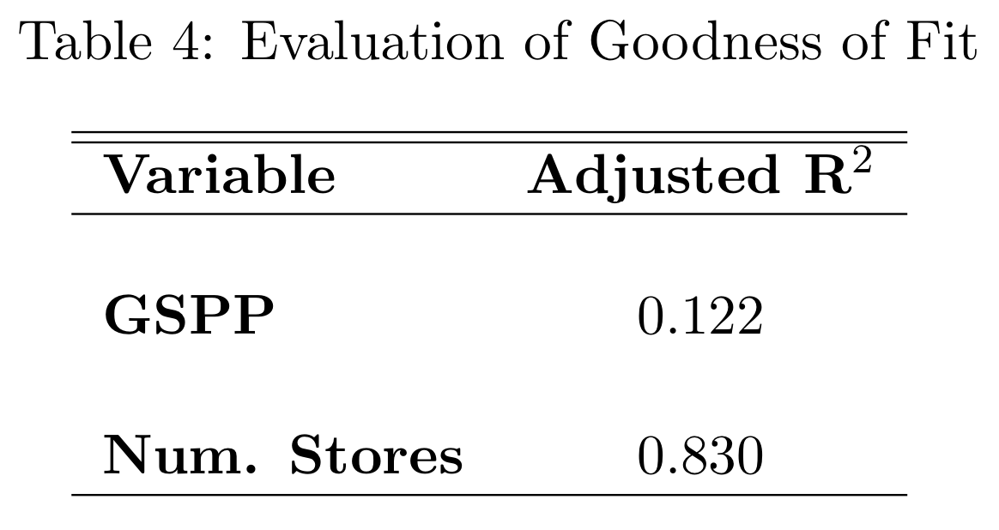 Table 4: Evaluation of Goodness of Fit
Variable Adjusted R²
GSPP 0.122
Num. Stores 0.830